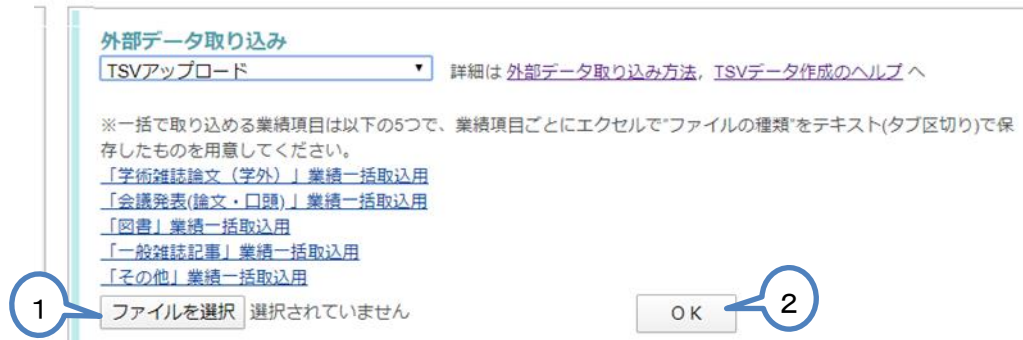 外部データ取り込み
TSVアップロード 詳細は 外部データ取り込み方法, TSVデータ作成のヘルプ へ
※一括で取り込める業績項目は以下の5つで、業績項目ごとにエクセルで"ファイルの種類"をテキスト(タブ区切り)で保
存したものを用意してください。
「学術雑誌論文（学外）」業績一括取込用
「会議発表(論文・口頭)」業績一括取込用
「図書」業績一括取込用
「一般雑誌記事」業績一括取込用
「その他」業績一括取込用
1 ファイルを選択 選択されていません OK 2